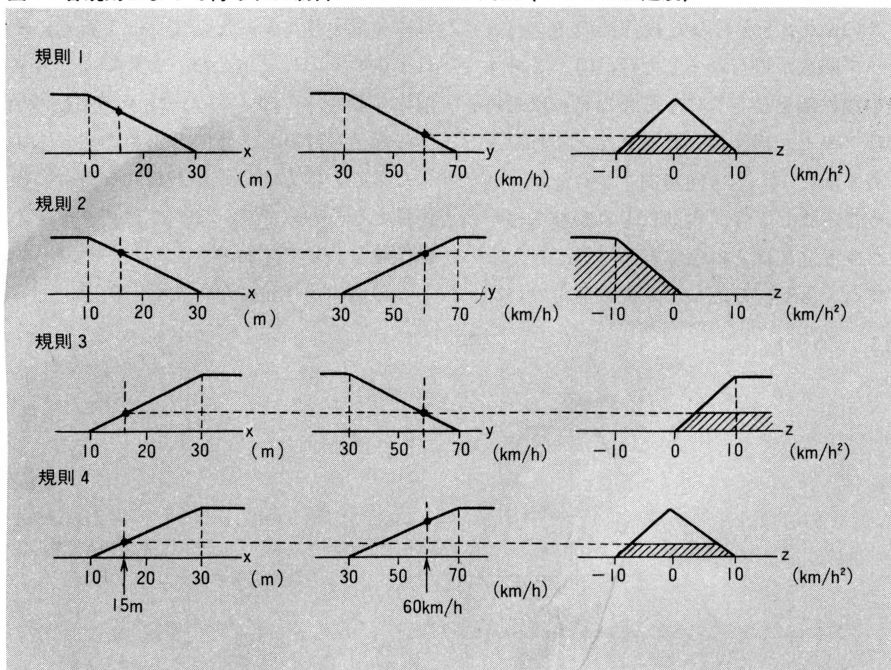 規則 1
x
10 20 30 (m)
y
30 50 70 (km/h)
z
−10 0 10 (km/h²)
規則 2
10 20 30 x (m)
30 50 70 y (km/h)
−10 0 10 z (km/h²)
規則 3
10 20 30 x (m)
30 50 70 y (km/h)
−10 0 10 z (km/h²)
規則 4
10 20 30 x (m)
30 50 70 y (km/h)
−10 0 10 z (km/h²)
15m 60km/h